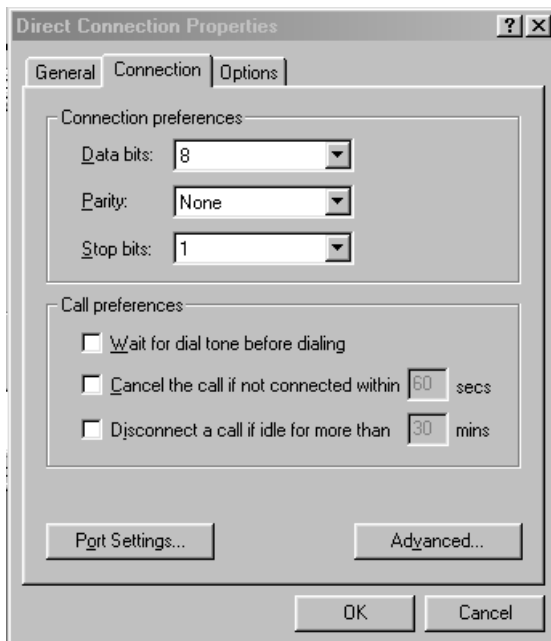 Direct Connection Properties ? X
General Connection Options
Connection preferences
Data bits: 8
Parity: None
Stop bits: 1
Call preferences
Wait for dial tone before dialing
Cancel the call if not connected within 60 secs
Disconnect a call if idle for more than 30 mins
Port Settings... Advanced...
OK Cancel